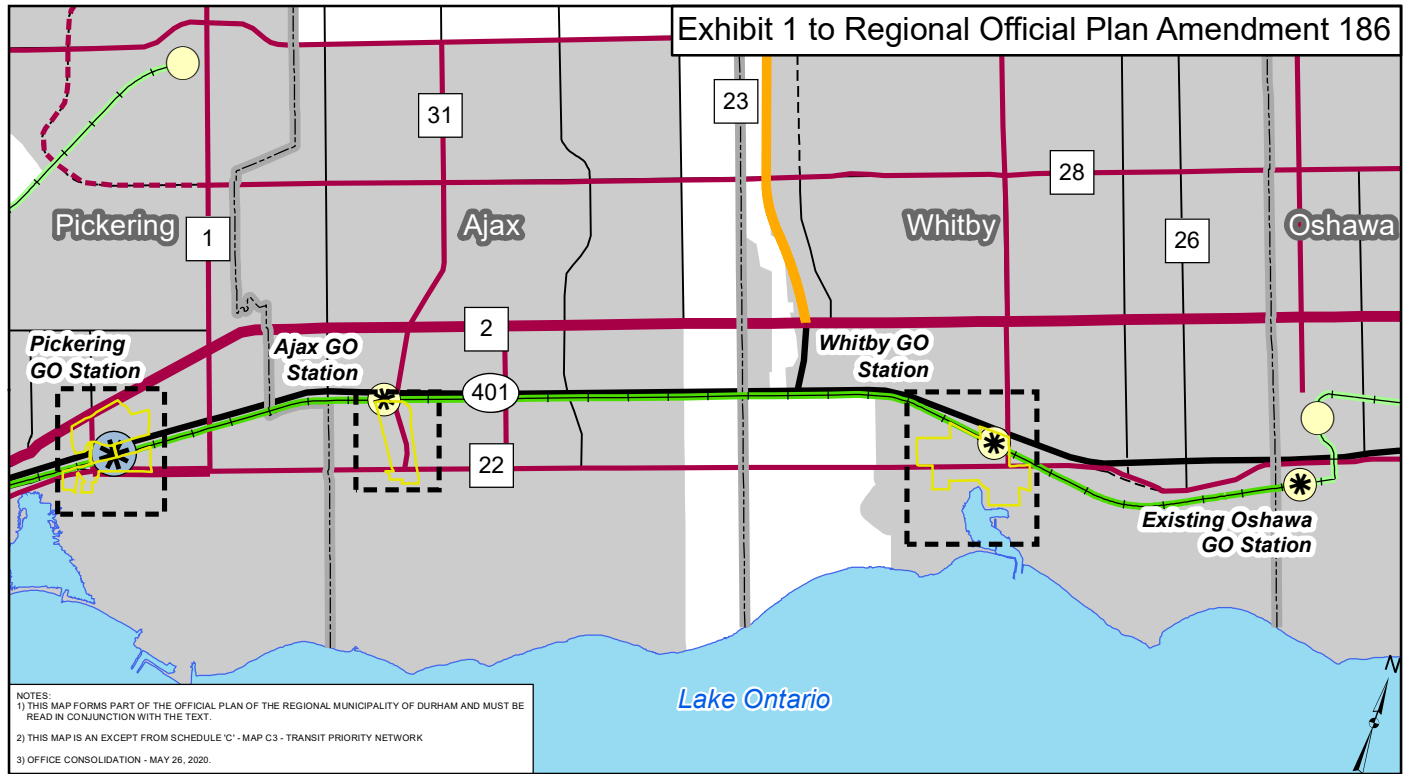 Exhibit 1 to Regional Official Plan Amendment 186
31
23
28
Pickering
1
Ajax
Whitby
26
Oshawa
2
Pickering
GO Station
Ajax GO
Station
Whitby GO
Station
401
22
Existing Oshawa
GO Station
Lake Ontario
N
NOTES:
1) THIS MAP FORMS PART OF THE OFFICIAL PLAN OF THE REGIONAL MUNICIPALITY OF DURHAM AND MUST BE
READ IN CONJUNCTION WITH THE TEXT.
2) THIS MAP IS AN EXCEPT FROM SCHEDULE 'C' - MAP C3 - TRANSIT PRIORITY NETWORK
3) OFFICE CONSOLIDATION - MAY 26, 2020.